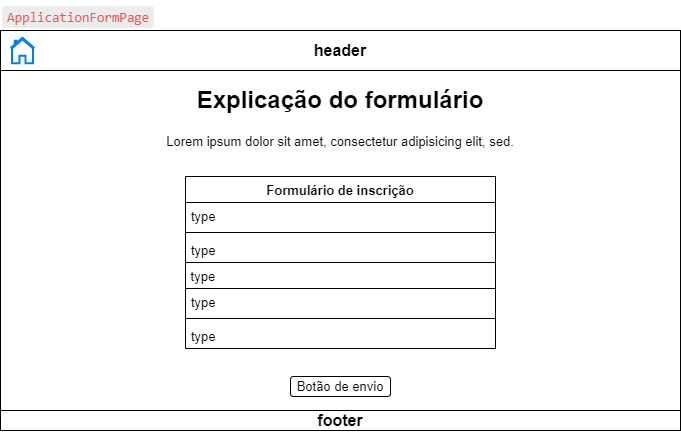 ApplicationFormPage
header
Explicação do formulário
Lorem ipsum dolor sit amet, consectetur adipisicing elit, sed.
Formulário de inscrição
type
type
type
type
type
Botão de envio
footer